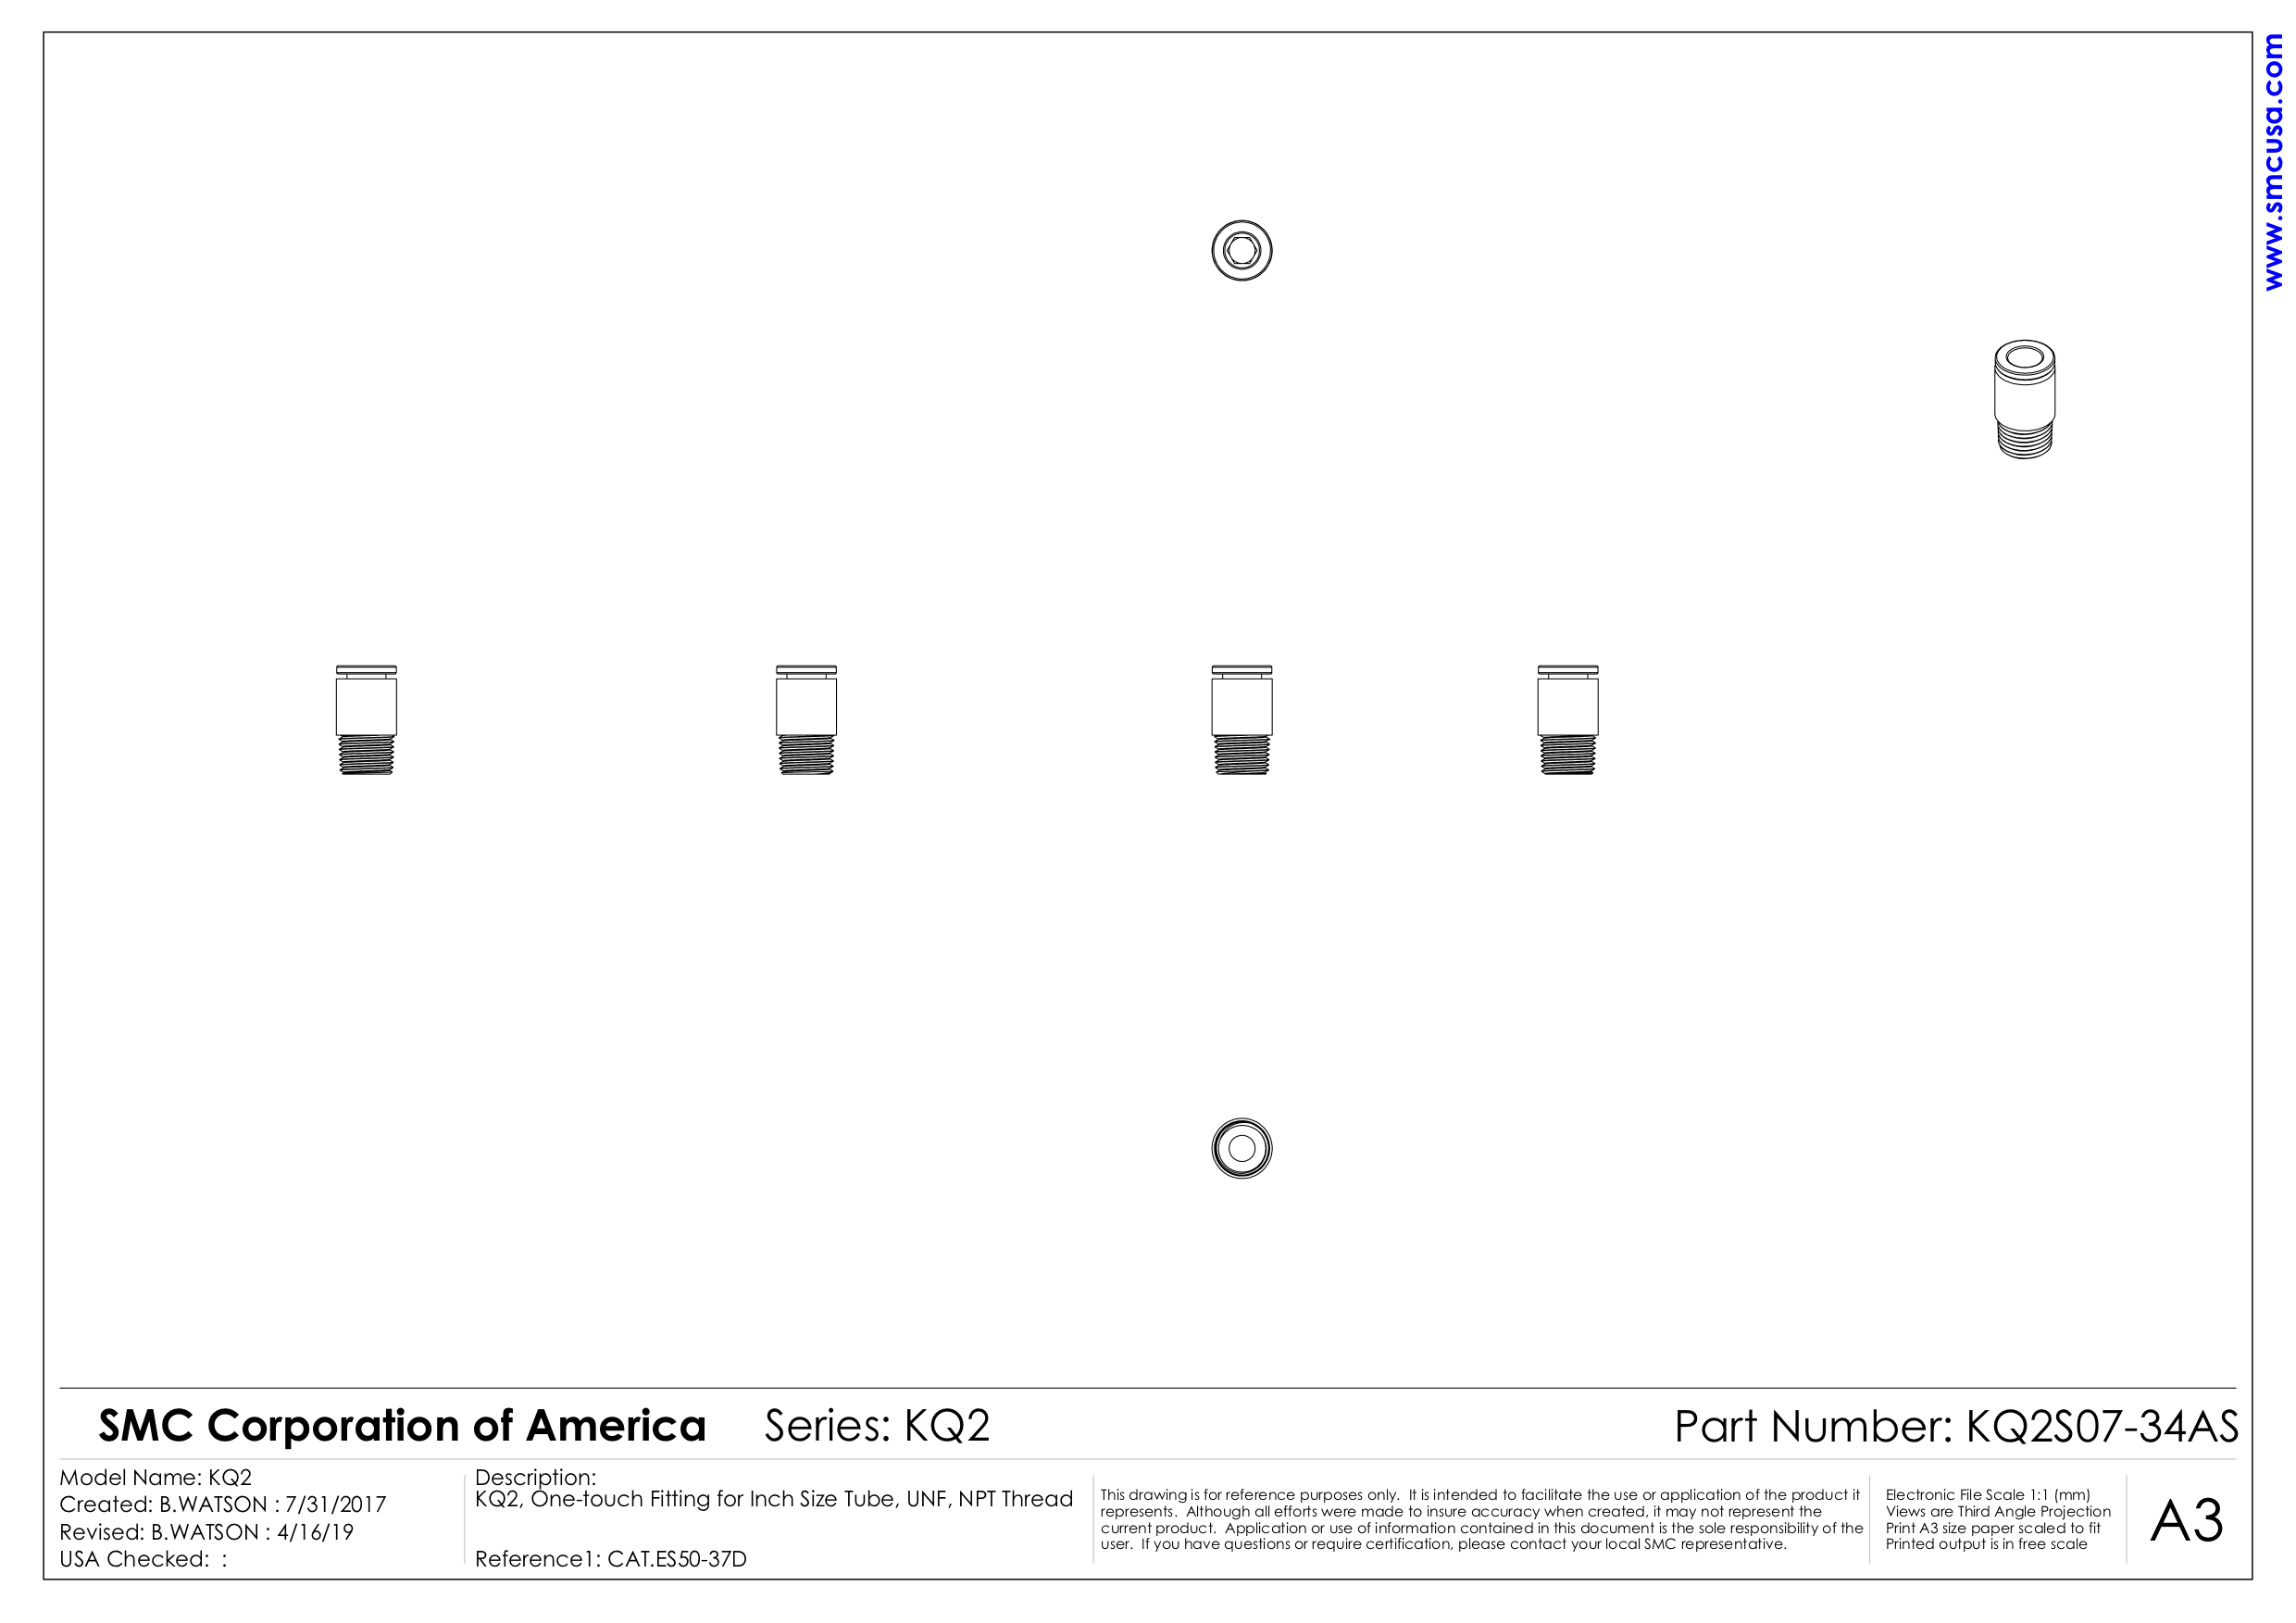 www.smcusa.com
SMC Corporation of America
Series: KQ2
Part Number: KQ2S07-34AS
Model Name: KQ2
Created: B.WATSON : 7/31/2017
Revised: B.WATSON : 4/16/19
USA Checked:  :
Description:
KQ2, One-touch Fitting for Inch Size Tube, UNF, NPT Thread
Reference1: CAT.ES50-37D
This drawing is for reference purposes only.  It is intended to facilitate the use or application of the product it
represents.  Although all efforts were made to insure accuracy when created, it may not represent the
current product.  Application or use of information contained in this document is the sole responsibility of the
user.  If you have questions or require certification, please contact your local SMC representative.
Electronic File Scale 1:1 (mm)
Views are Third Angle Projection
Print A3 size paper scaled to fit
Printed output is in free scale
A3